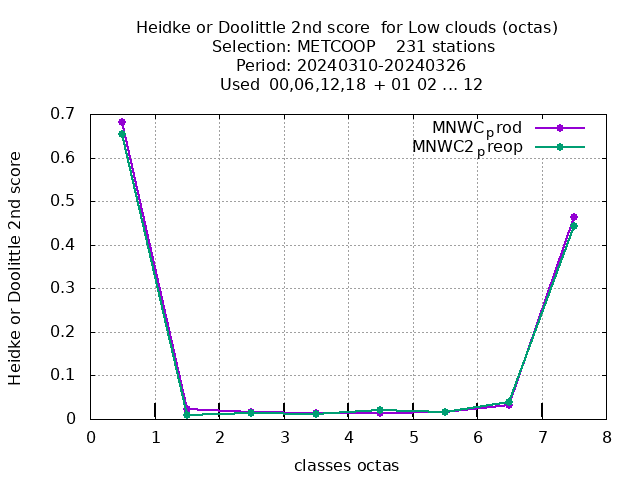 Heidke or Doolittle 2nd score  for Low clouds (octas)
Selection: METCOOP    231 stations
Period: 20240310-20240326
Used  00,06,12,18  + 01 02 ... 12
MNWCprod
MNWC2preop
Heidke or Doolittle 2nd score
0.7
0.6
0.5
0.4
0.3
0.2
0.1
0
0 1 2 3 4 5 6 7 8
classes octas